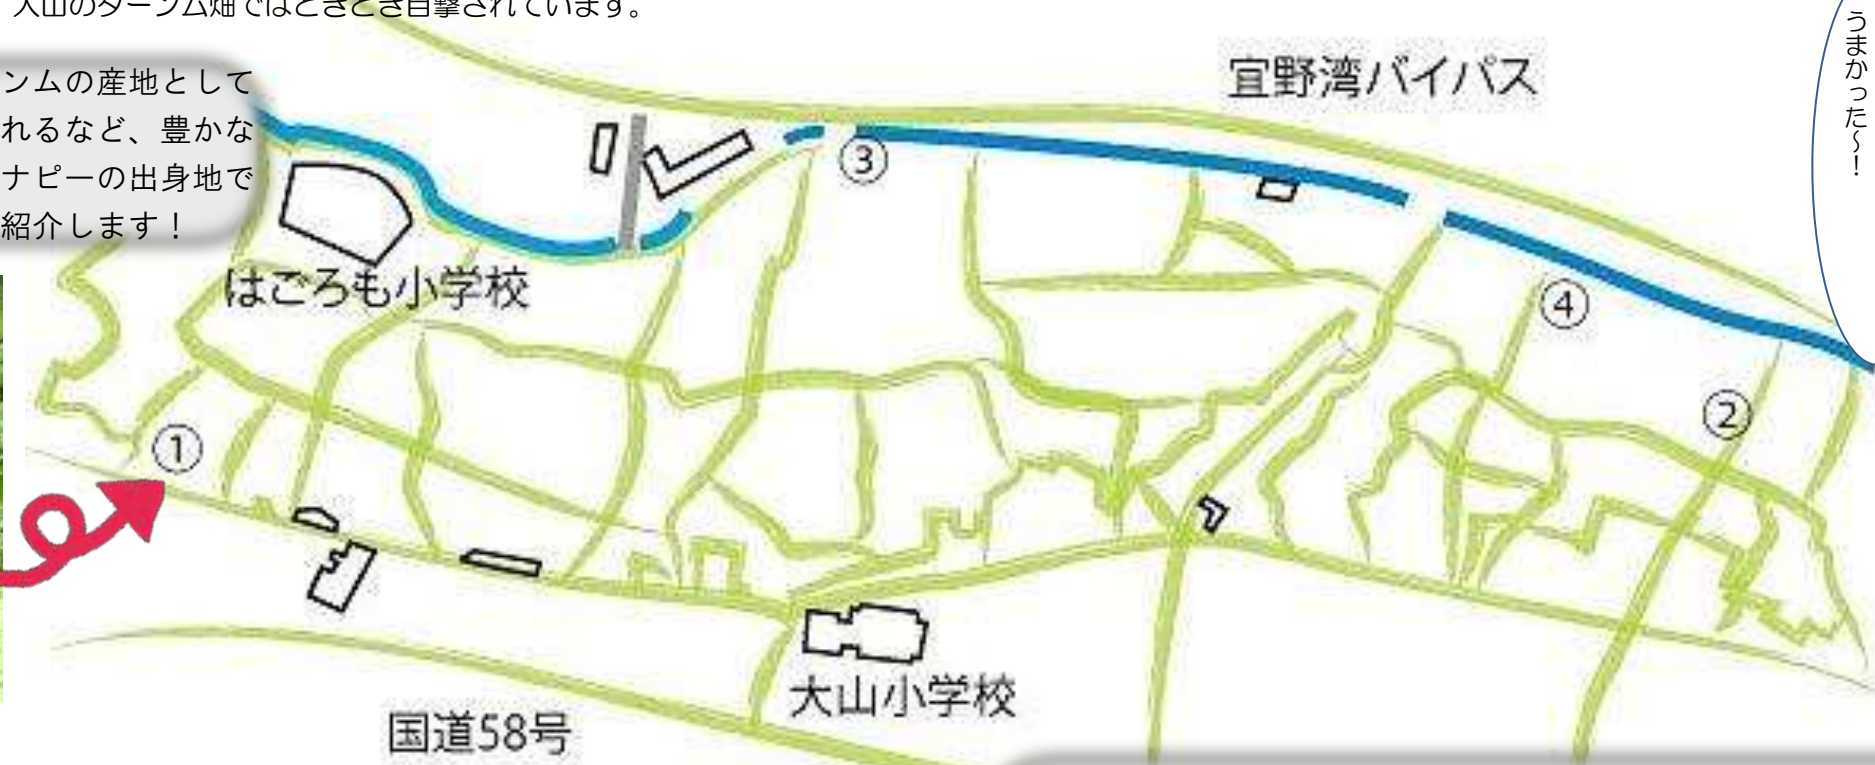 大山のターンム畑ではときどき目撃されています。
ンムの産地として
れるなど、豊かな
ナピーの出身地で
紹介します！
うまかった～！
宜野湾バイパス
③
はごろも小学校
④
②
①
大山小学校
国道58号